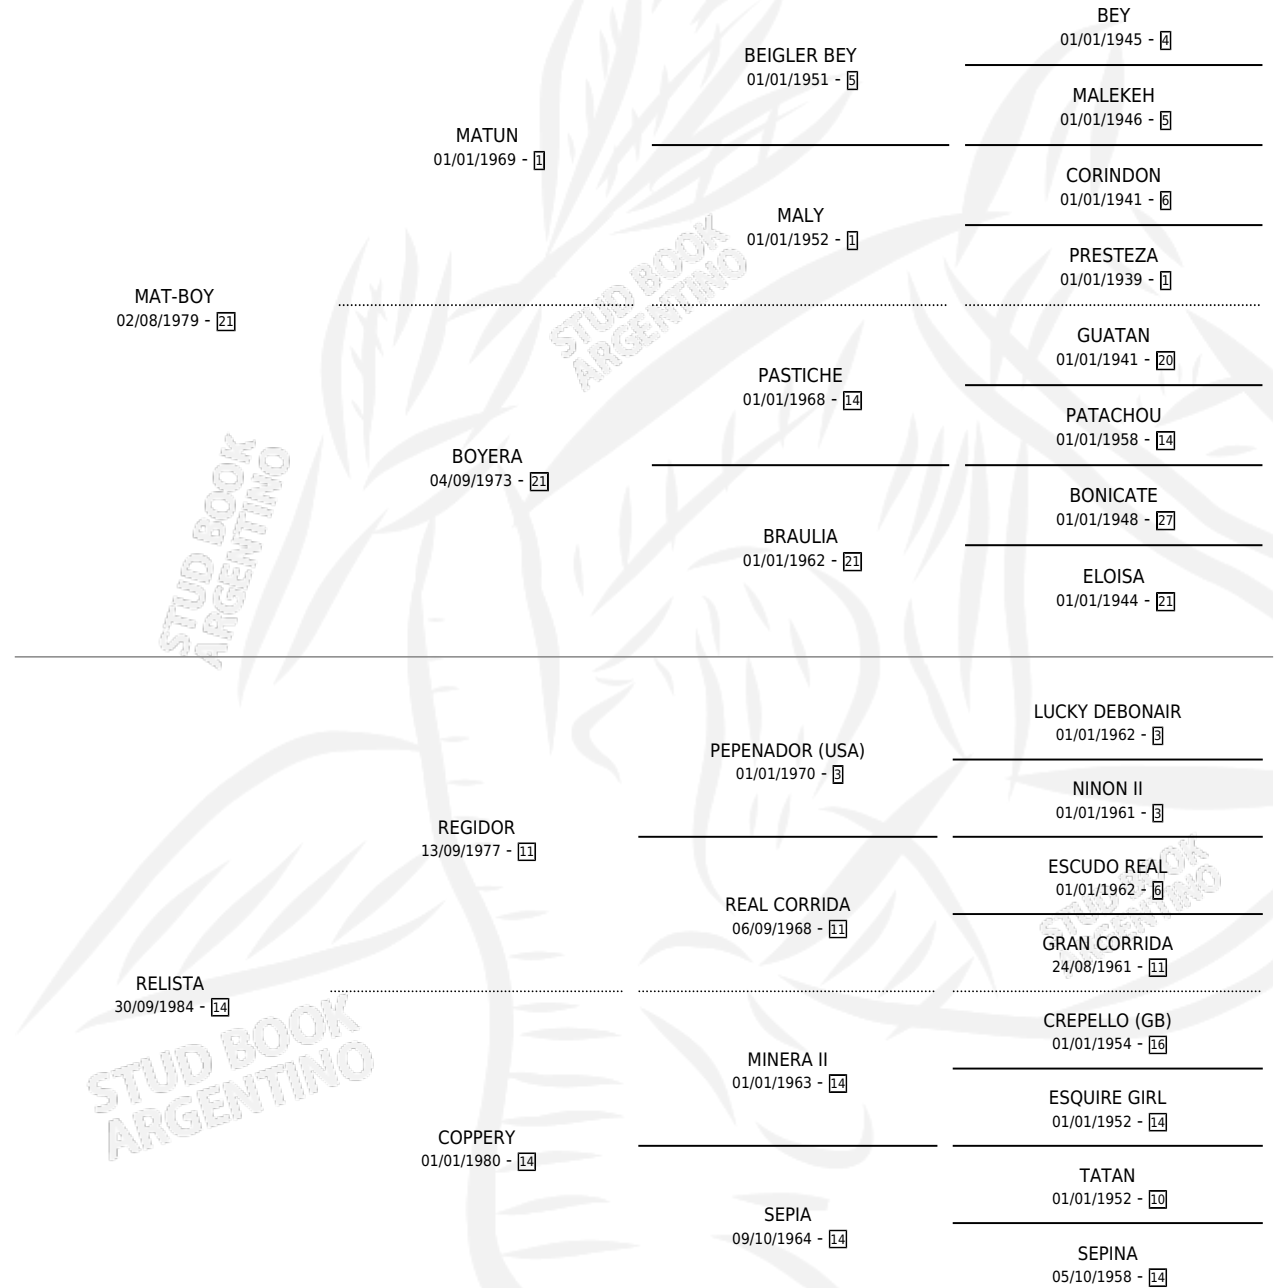 BEY
01/01/1945 - 4
BEIGLER BEY
01/01/1951 - 5
MALEKEH
01/01/1946 - 5
MATUN
01/01/1969 - 1
CORINDON
01/01/1941 - 6
MALY
01/01/1952 - 1
PRESTEZA
01/01/1939 - 1
MAT-BOY
02/08/1979 - 21
GUATAN
01/01/1941 - 20
PASTICHE
01/01/1968 - 14
PATACHOU
01/01/1958 - 14
BOYERA
04/09/1973 - 21
BONICATE
01/01/1948 - 27
BRAULIA
01/01/1962 - 21
ELOISA
01/01/1944 - 21
LUCKY DEBONAIR
01/01/1962 - 3
PEPENADOR (USA)
01/01/1970 - 3
NINON II
01/01/1961 - 3
REGIDOR
13/09/1977 - 11
ESCUDO REAL
01/01/1962 - 6
REAL CORRIDA
06/09/1968 - 11
GRAN CORRIDA
24/08/1961 - 11
RELISTA
30/09/1984 - 14
CREPELLO (GB)
01/01/1954 - 16
MINERA II
01/01/1963 - 14
ESQUIRE GIRL
01/01/1952 - 14
COPPERY
01/01/1980 - 14
TATAN
01/01/1952 - 10
SEPIA
09/10/1964 - 14
SEPINA
05/10/1958 - 14
STUD BOOK
ARGENTINO
STUD BOOK
ARGENTINO
STUD BOOK
ARGENTINO
STUD BOOK
ARGENTINO